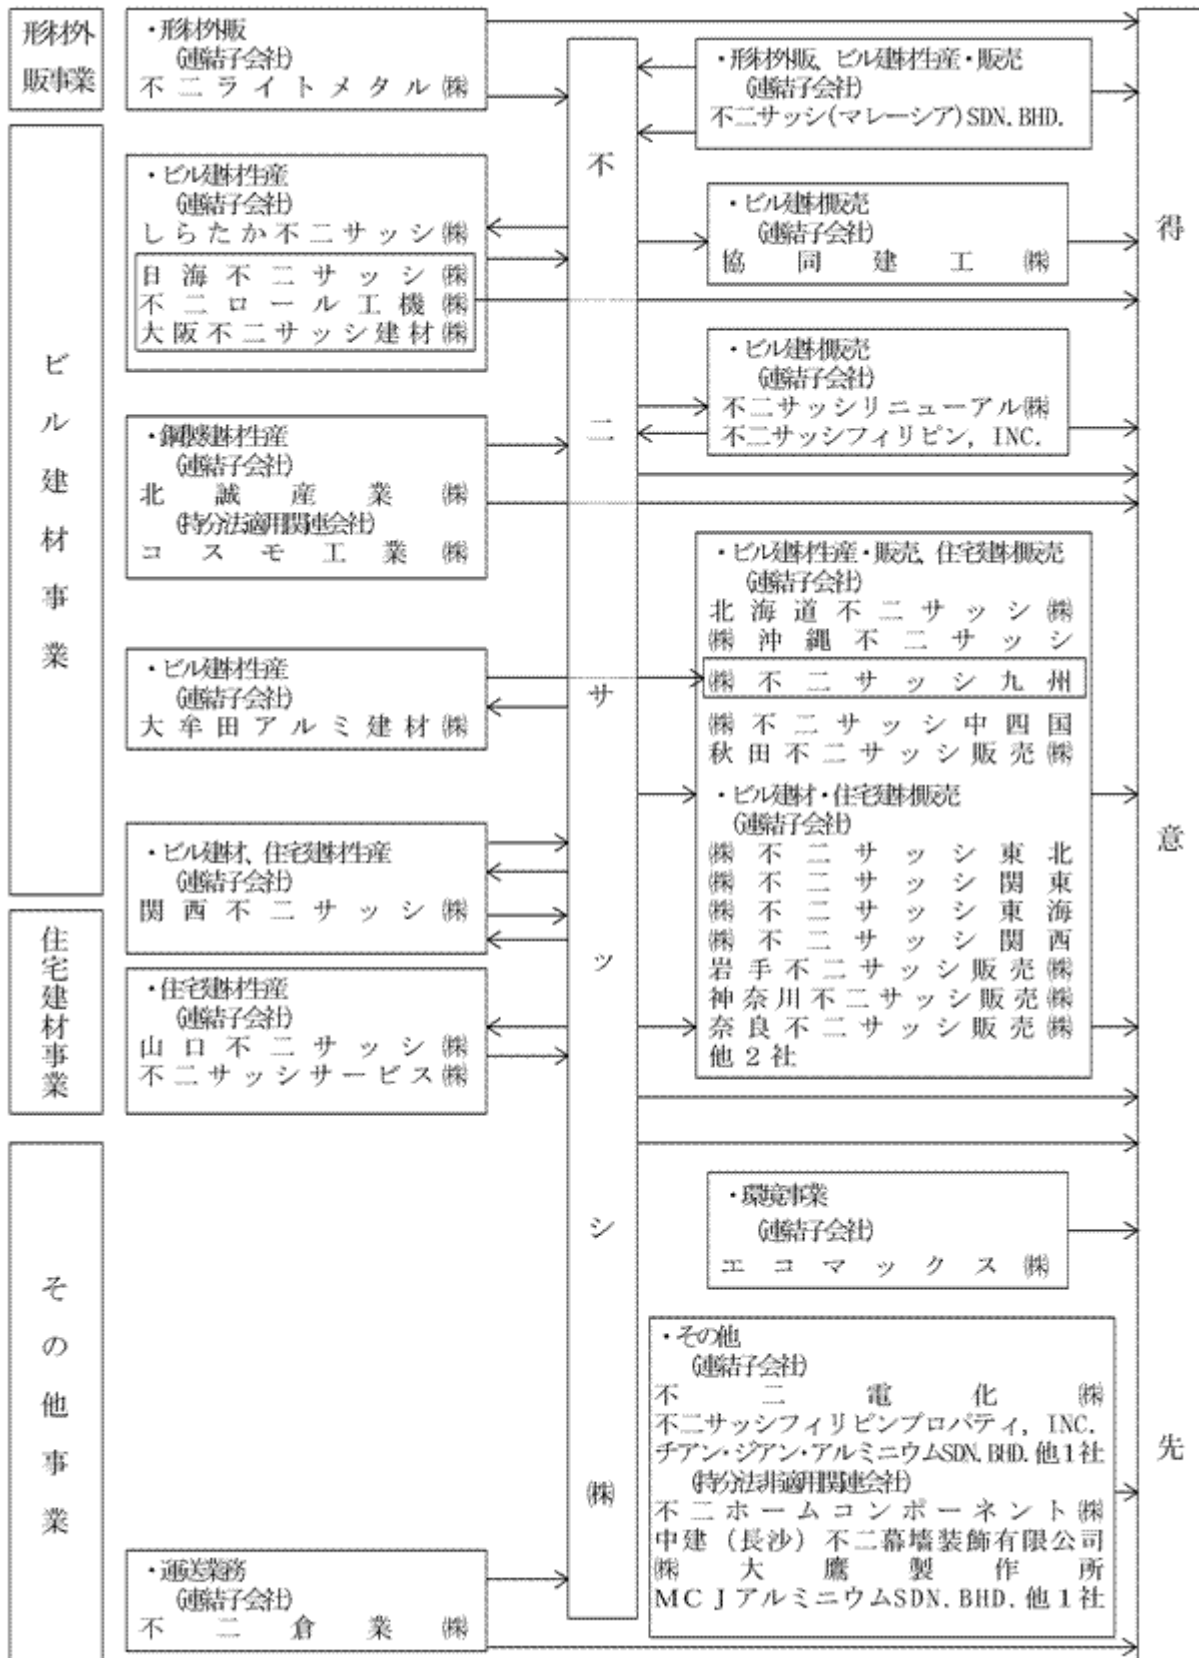 形材外
販事業
・形材外販
(連結子会社)
不二ライトメタル㈱
・形材外販、ビル建材生産・販売
(連結子会社)
不二サッシ(マレーシア)SDN.BHD.
ビル建材事業
・ビル建材生産
(連結子会社)
しらたか不二サッシ㈱
日海不二サッシ㈱
不二ロール工機㈱
大阪不二サッシ建材㈱
・ビル建材販売
(連結子会社)
協同建工㈱
・ビル建材販売
(連結子会社)
不二サッシリニューアル㈱
不二サッシフィリピン, INC.
・鋼製建材生産
(連結子会社)
北誠産業㈱
(持分法適用関連会社)
コスモ工業㈱
・ビル建材生産・販売、住宅建材販売
(連結子会社)
北海道不二サッシ㈱
㈱沖縄不二サッシ
㈱不二サッシ九州
㈱不二サッシ中四国
秋田不二サッシ販売㈱
・ビル建材・住宅建材販売
(連結子会社)
㈱不二サッシ東北
㈱不二サッシ関東
㈱不二サッシ東海
㈱不二サッシ関西
岩手不二サッシ販売㈱
神奈川不二サッシ販売㈱
奈良不二サッシ販売㈱
他2社
・ビル建材生産
(連結子会社)
大牟田アルミ建材㈱
・ビル建材、住宅建材生産
(連結子会社)
関西不二サッシ㈱
住宅建材事業
・住宅建材生産
(連結子会社)
山口不二サッシ㈱
不二サッシサービス㈱
不二サッシ㈱
得意先
その他事業
・環境事業
(連結子会社)
エコマックス㈱
・その他
(連結子会社)
不二電化㈱
不二サッシフィリピンプロパティ, INC.
チアン・ジアン・アルミニウムSDN.BHD.他1社
(持分法非適用関連会社)
不二ホームコンポーネント㈱
中建(長沙)不二幕墙装飾有限公司
㈱大鷹製作所
MCJアルミニウムSDN.BHD.他1社
・運送業務
(連結子会社)
不二倉業㈱